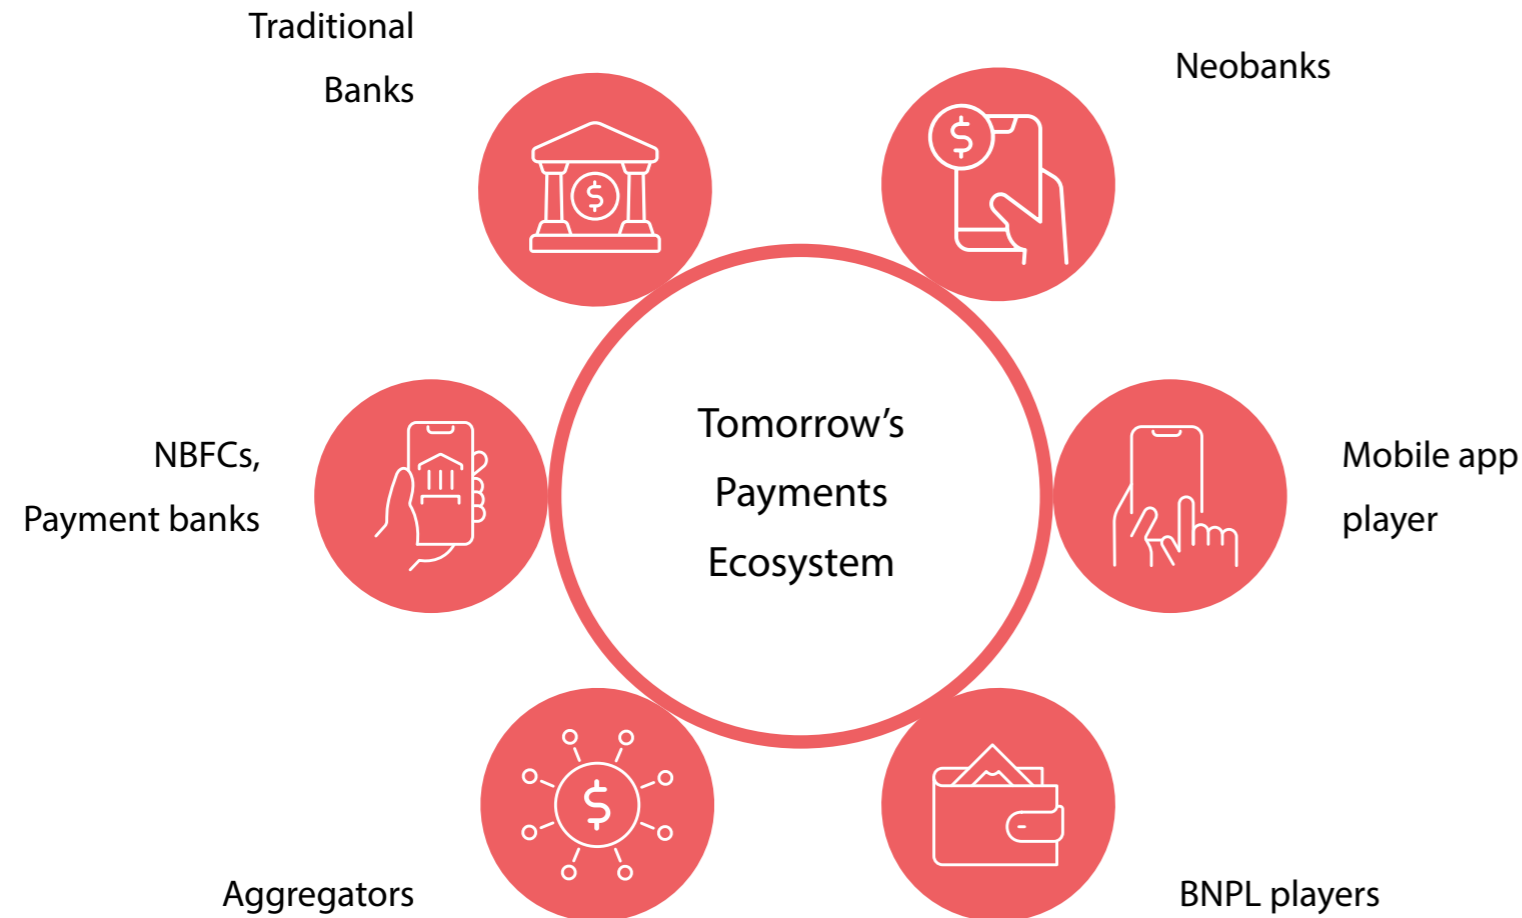 Traditional
Banks
Neobanks
NBFCs,
Payment banks
Tomorrow’s
Payments
Ecosystem
Mobile app
player
Aggregators
BNPL players